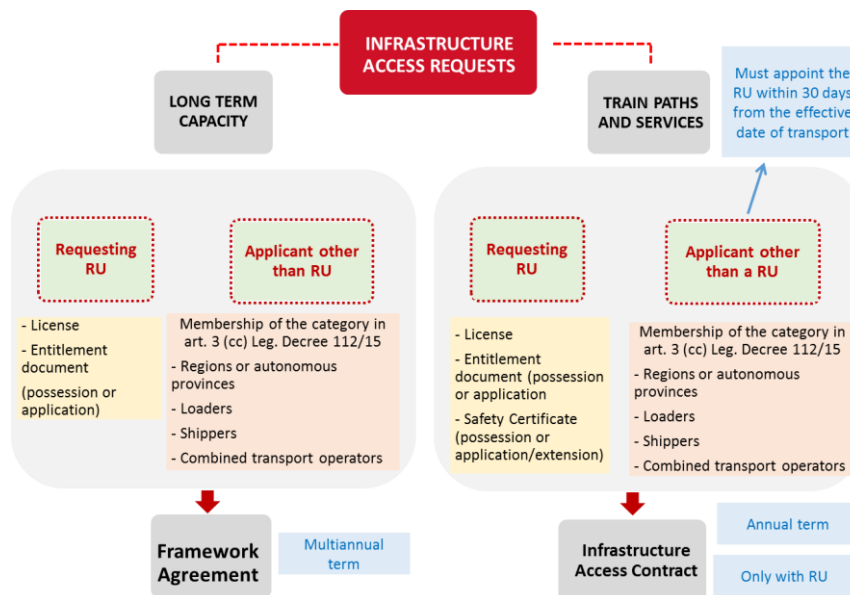 INFRASTRUCTURE
ACCESS REQUESTS
LONG TERM
CAPACITY
TRAIN PATHS
AND SERVICES
Must appoint the
RU within 30 days
from the effective
date of transport
Requesting
RU
Applicant other
than RU
- License
- Entitlement
document
(possession or
application)
Membership of the category in
art. 3 (cc) Leg. Decree 112/15
- Regions or autonomous
provinces
- Loaders
- Shippers
- Combined transport operators
Requesting
RU
Applicant other
than a RU
- License
- Entitlement
document (possession
or application
- Safety Certificate
(possession or
application/extension)
Membership of the category in
art. 3 (cc) Leg. Decree 112/15
- Regions or autonomous
provinces
- Loaders
- Shippers
- Combined transport operators
Framework
Agreement
Multiannual
term
Infrastructure
Access Contract
Annual term
Only with RU